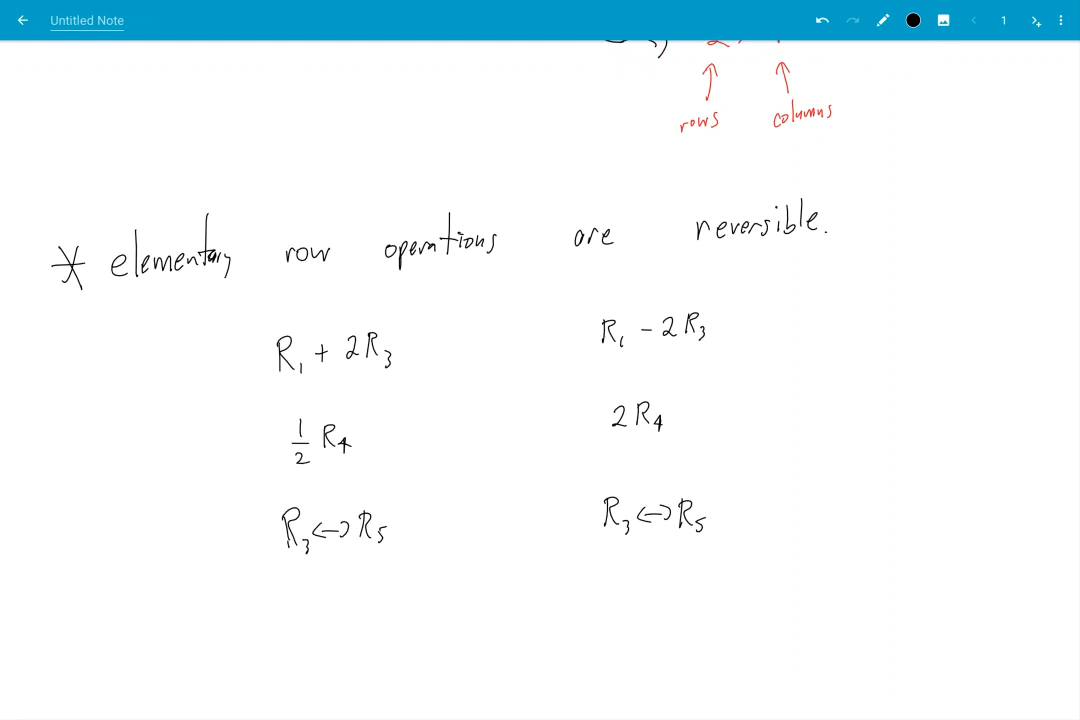 Untitled Note
1
rows columns
* elementary row operations are reversible.
R₁ + 2R₃ R₁ - 2R₃
1/2 R₄ 2R₄
R₃ ↔ R₅ R₃ ↔ R₅